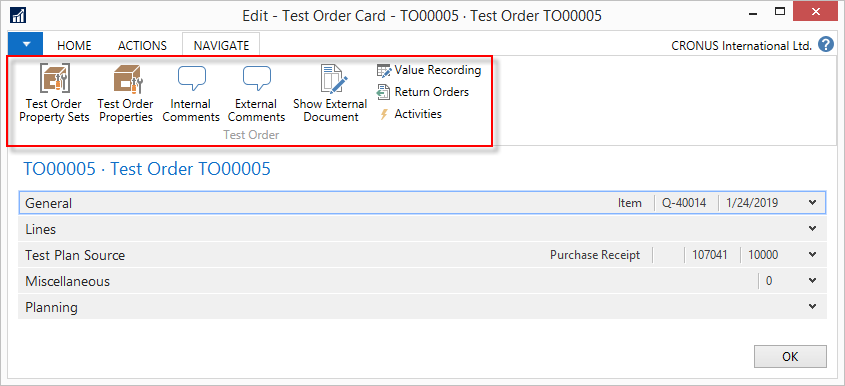 Edit - Test Order Card - TO00005 · Test Order TO00005
HOME ACTIONS NAVIGATE CRONUS International Ltd. ?
Test Order Property Sets
Test Order Properties
Internal Comments
External Comments
Show External Document
Value Recording
Return Orders
Activities
Test Order
TO00005 · Test Order TO00005
General Item Q-40014 1/24/2019
Lines
Test Plan Source Purchase Receipt 107041 10000
Miscellaneous 0
Planning
OK